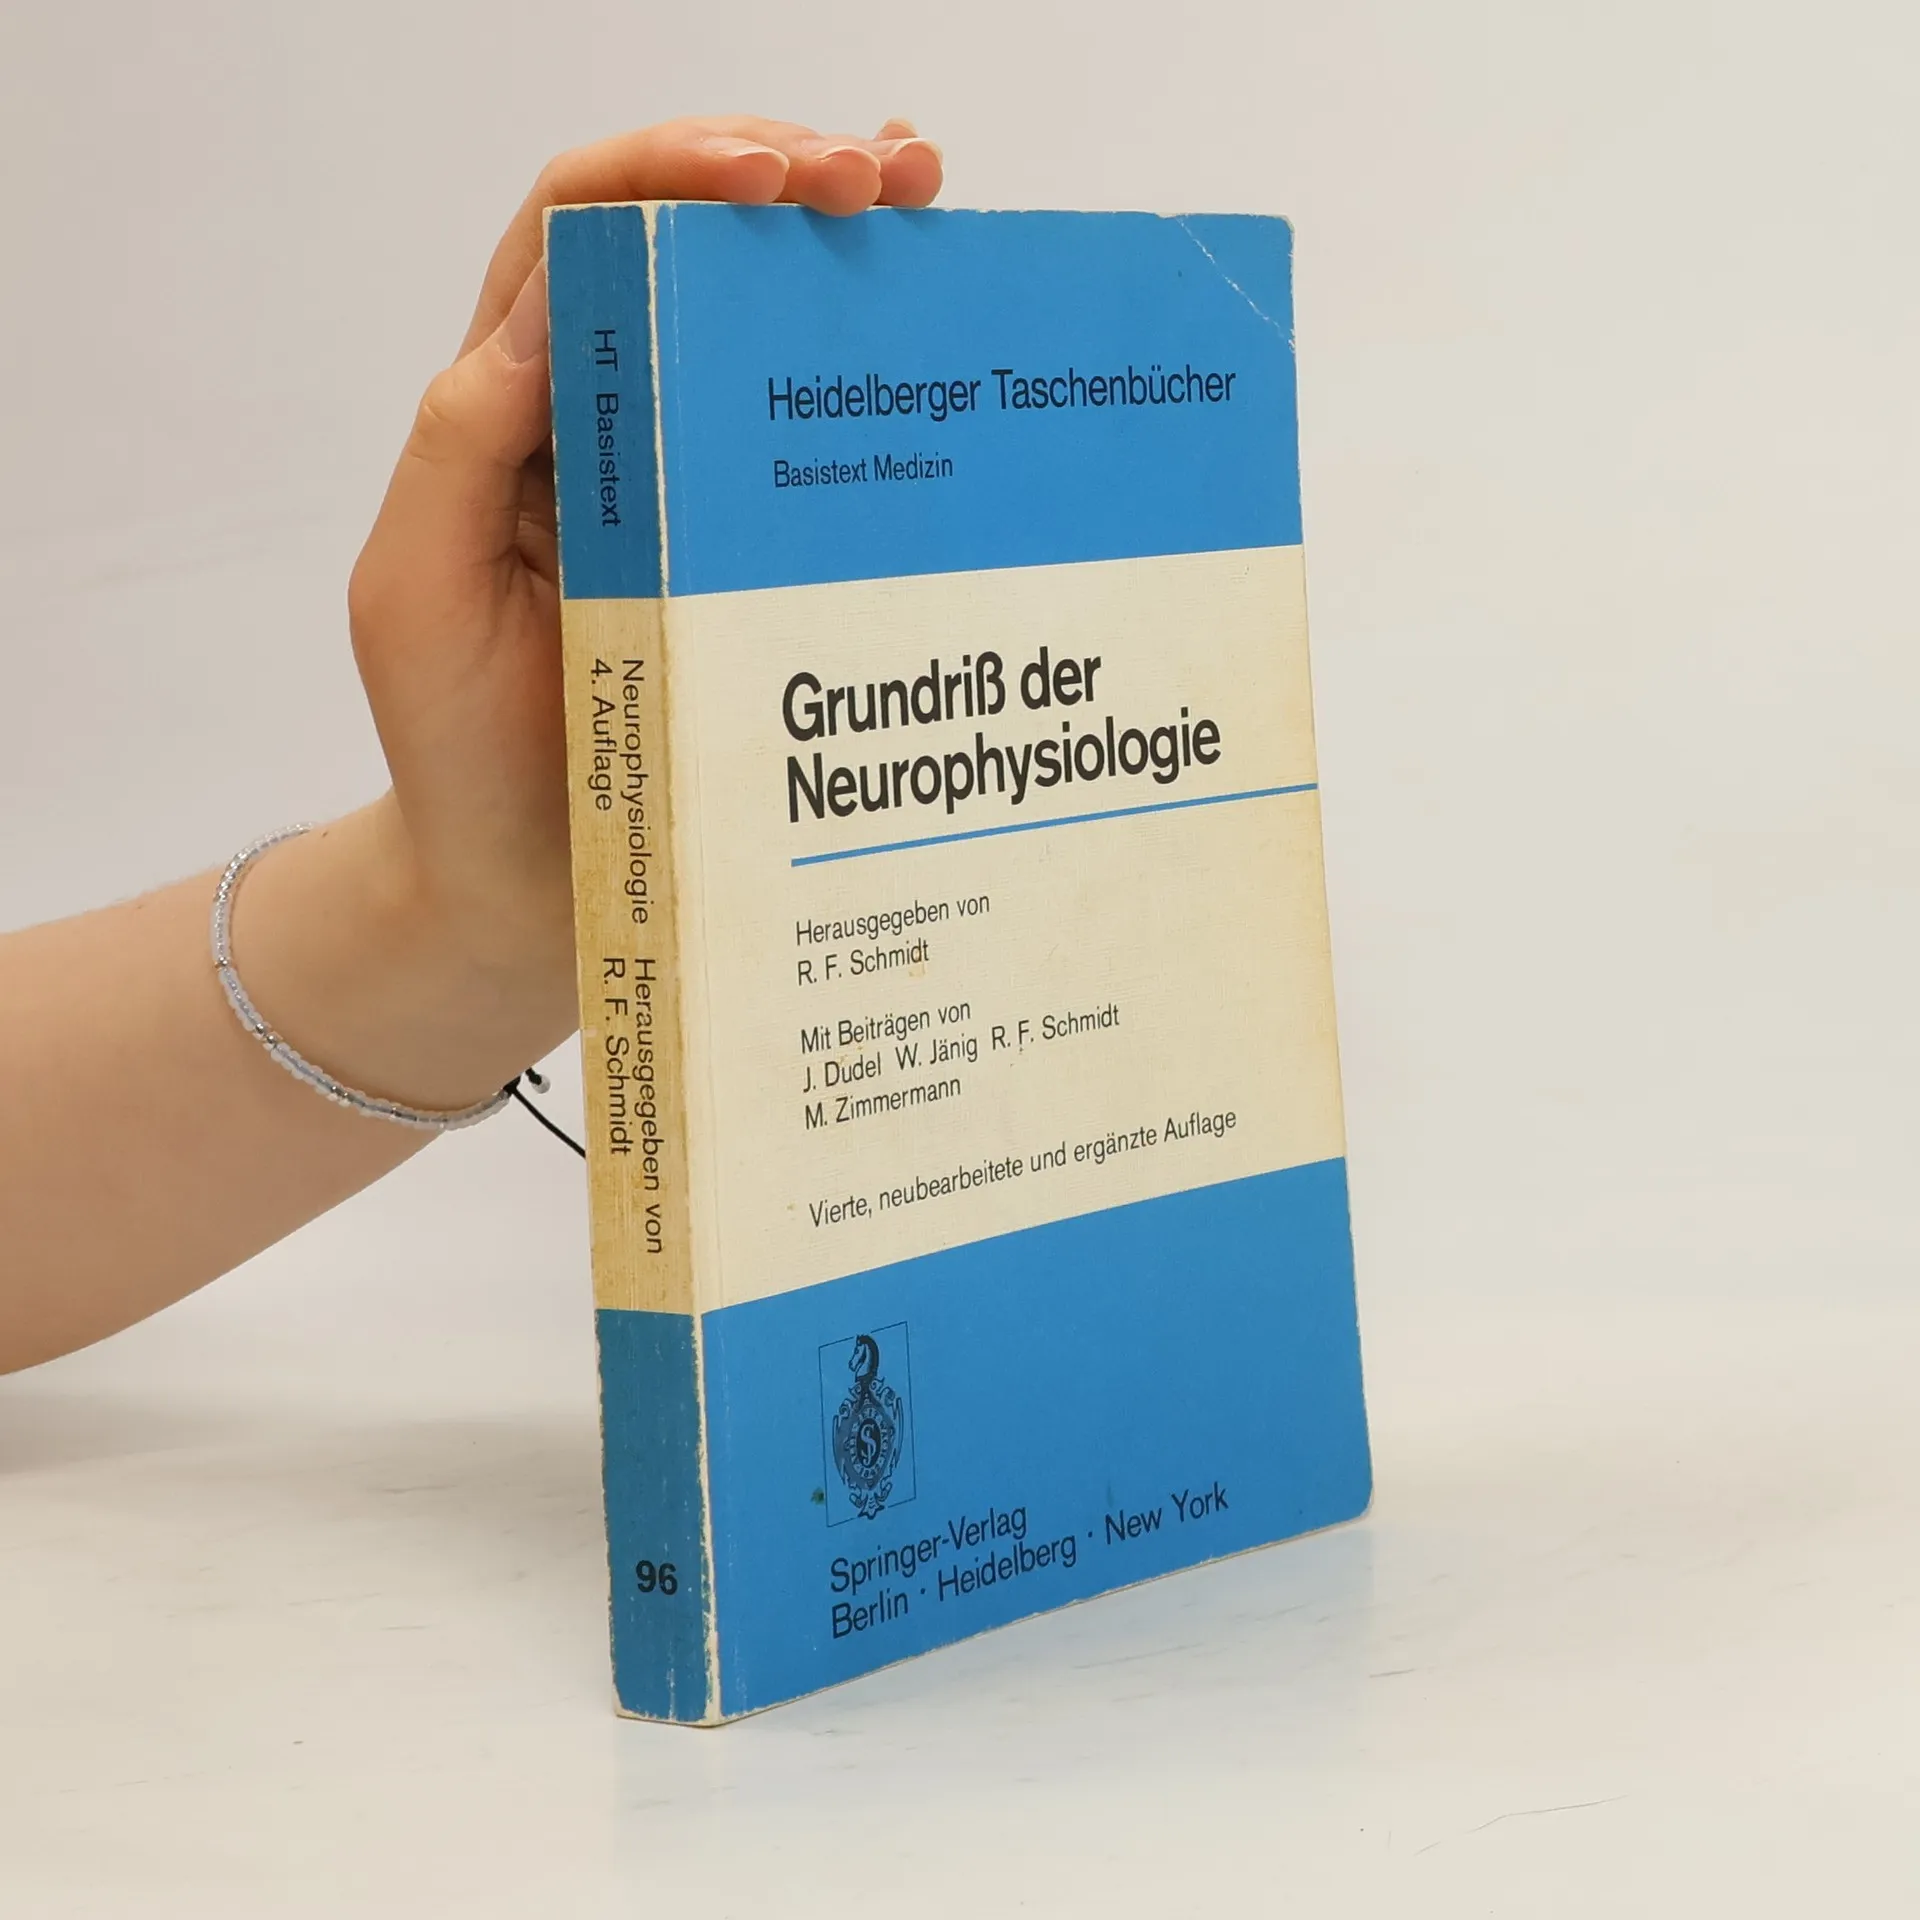 HT Basistext
Neurophysiologie
4. Auflage
Herausgegeben von
R. F. Schmidt
96
Heidelberger Taschenbücher
Basistext Medizin
Grundriß der
Neurophysiologie
Herausgegeben von
R. F. Schmidt
Mit Beiträgen von
J. Dudel W. Jänig R. F. Schmidt
M. Zimmermann
Vierte, neubearbeitete und ergänzte Auflage
Springer-Verlag
Berlin · Heidelberg · New York